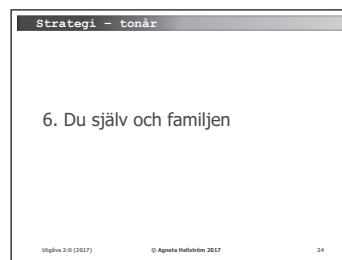 Strategi – tonår
6. Du själv och familjen
Utgåva 2:0 (2017) © Agneta Hellström 2017 24